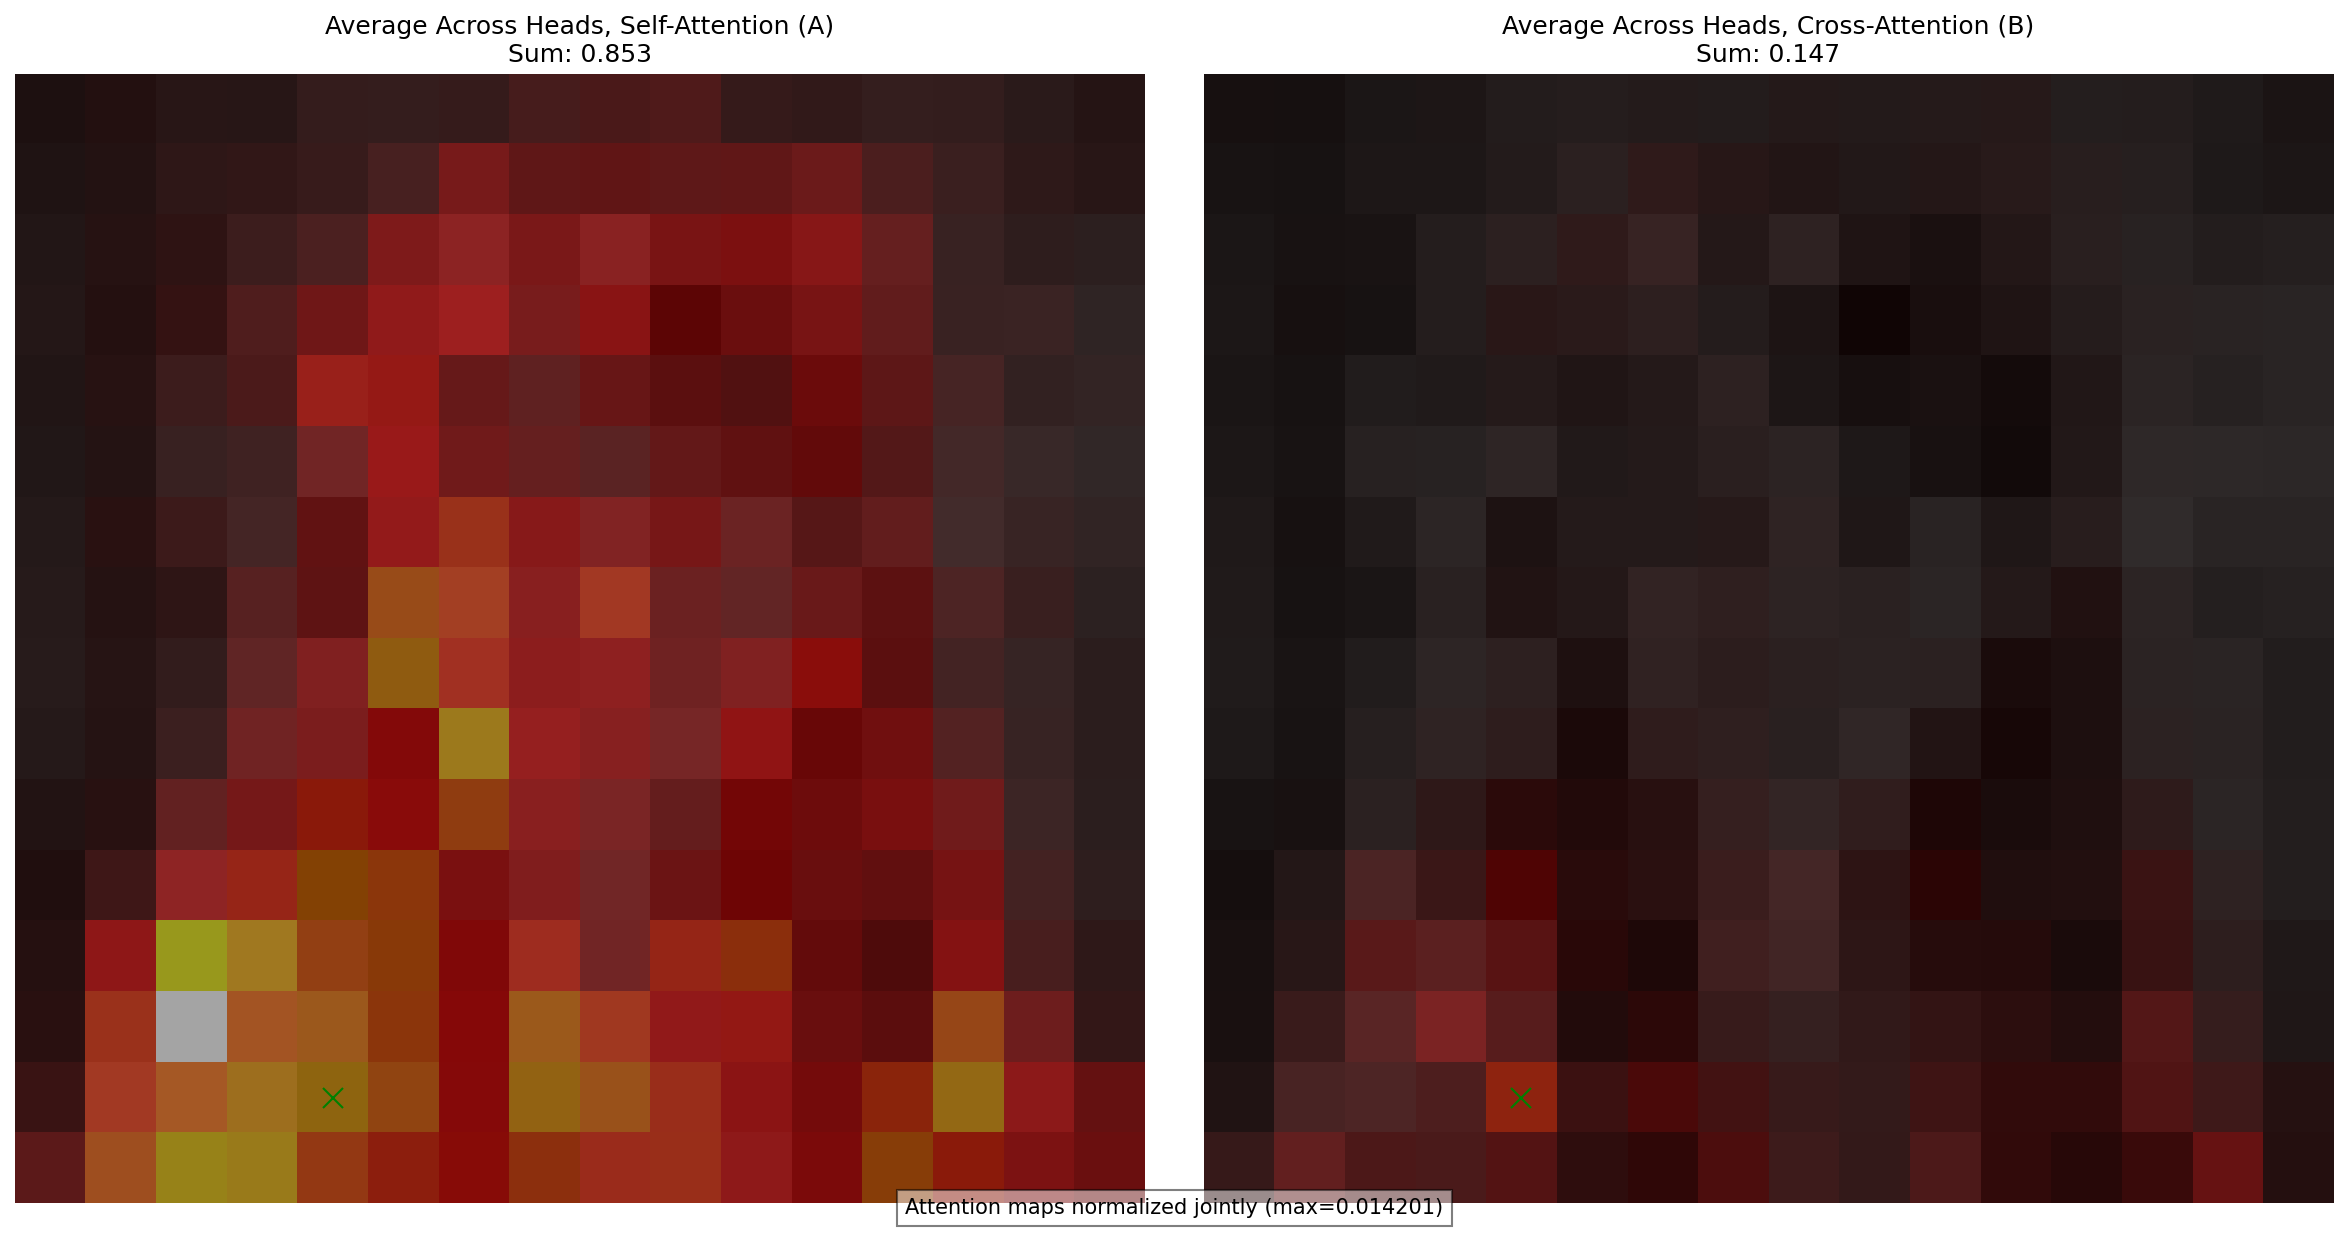 Average Across Heads, Self-Attention (A)
Sum: 0.853
Average Across Heads, Cross-Attention (B)
Sum: 0.147
Attention maps normalized jointly (max=0.014201)